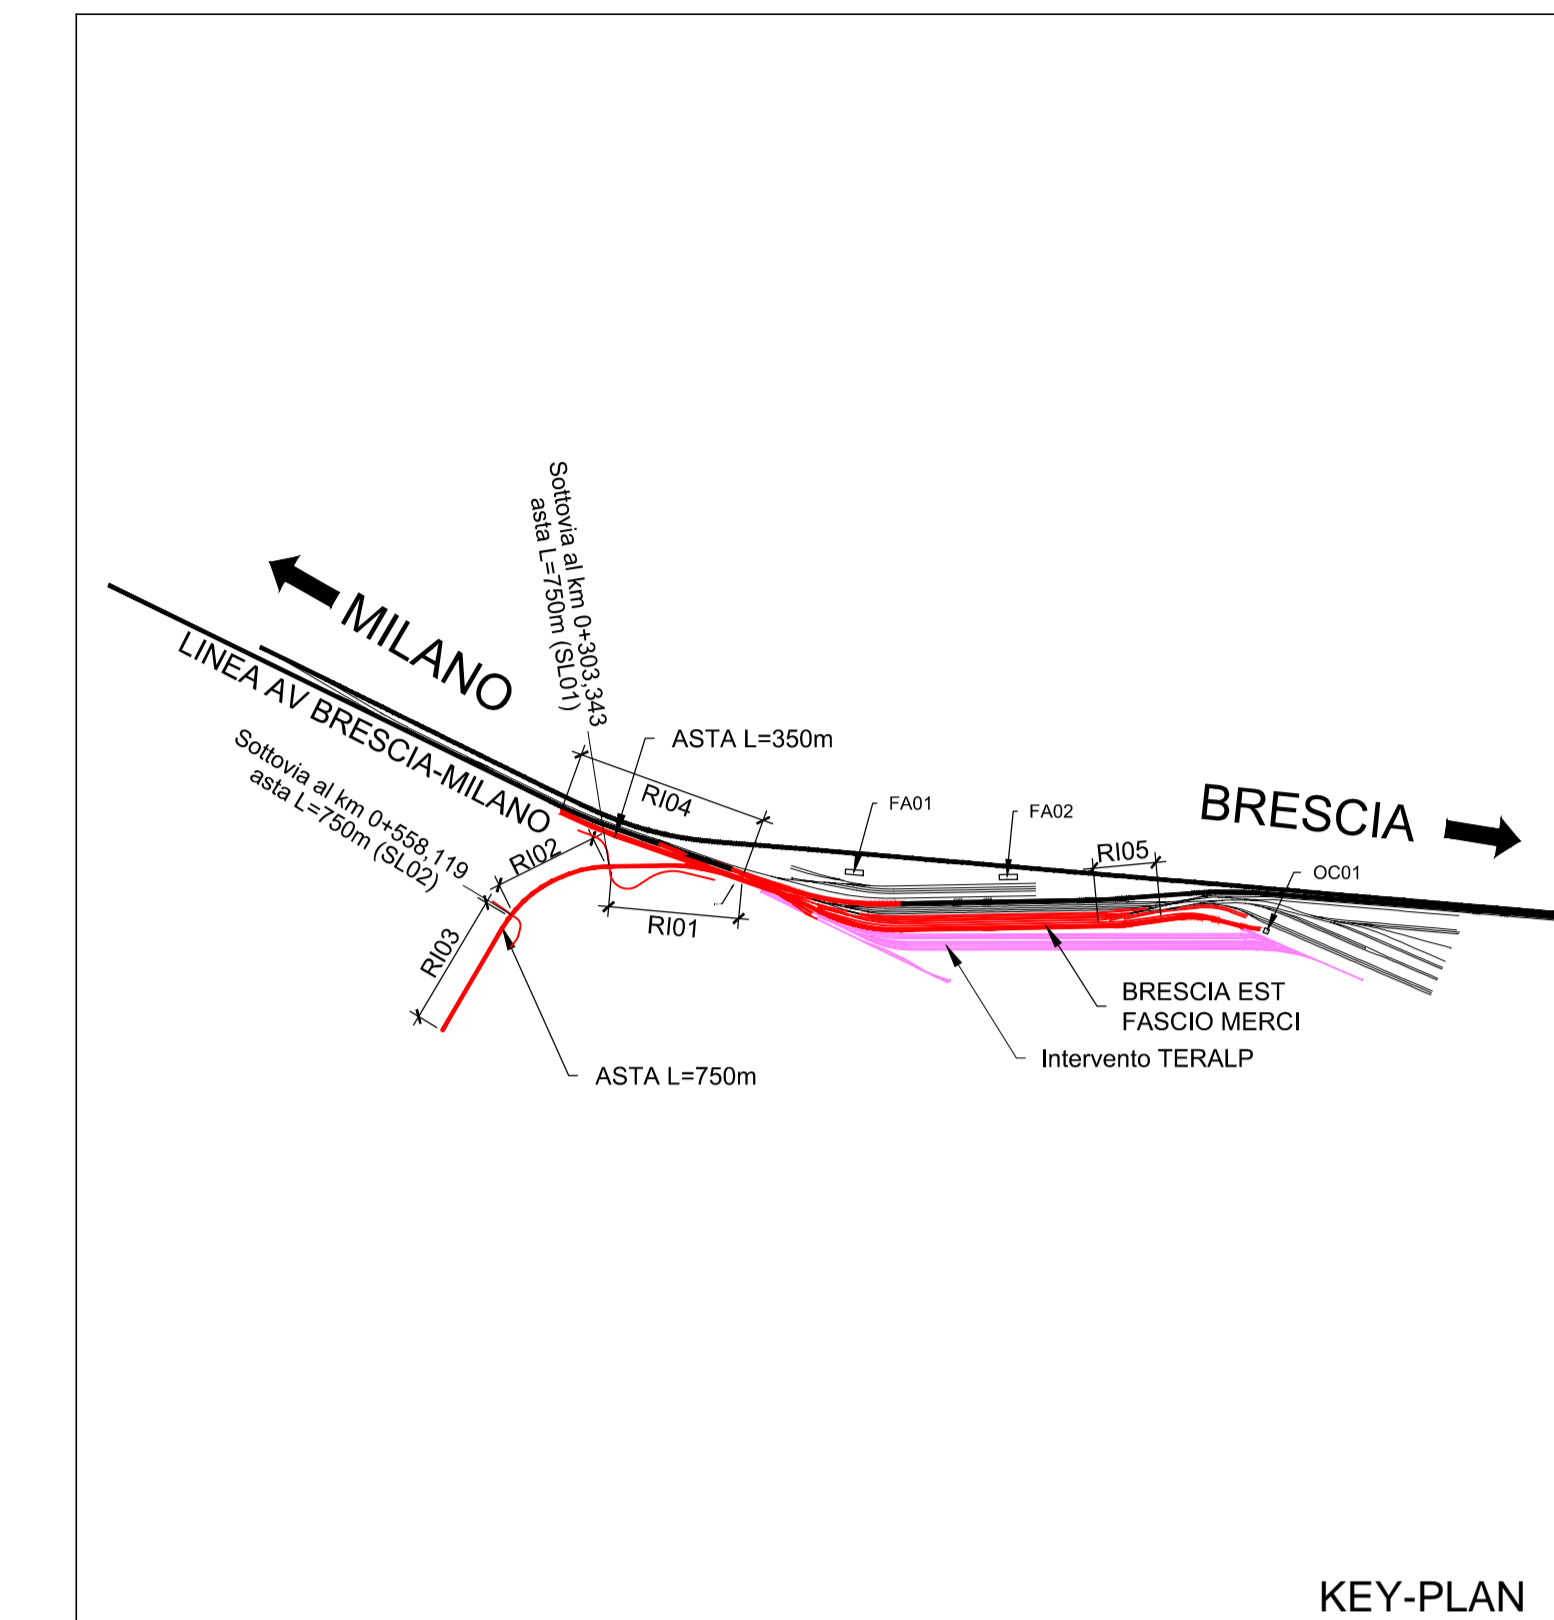 Sottovia al km 0+303,343
asta L=750m (SL01)
MILANO
LINEA AV BRESCIA-MILANO
Sottovia al km 0+558,119
asta L=750m (SL02)
ASTA L=350m
RI04
RI02
RI01
RI03
FA01
FA02
BRESCIA
RI05
OC01
BRESCIA EST
FASCIO MERCI
Intervento TERALP
ASTA L=750m
KEY-PLAN